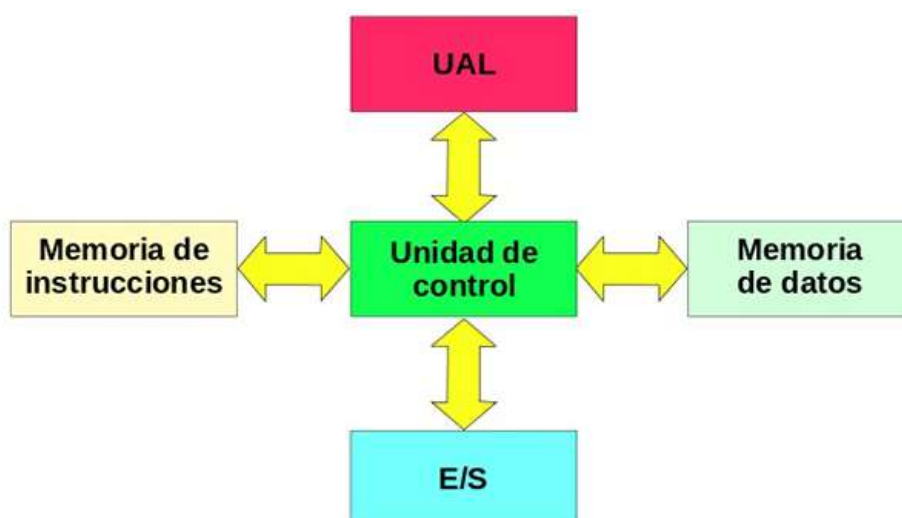 UAL
Memoria de
instrucciones
Unidad de
control
Memoria
de datos
E/S